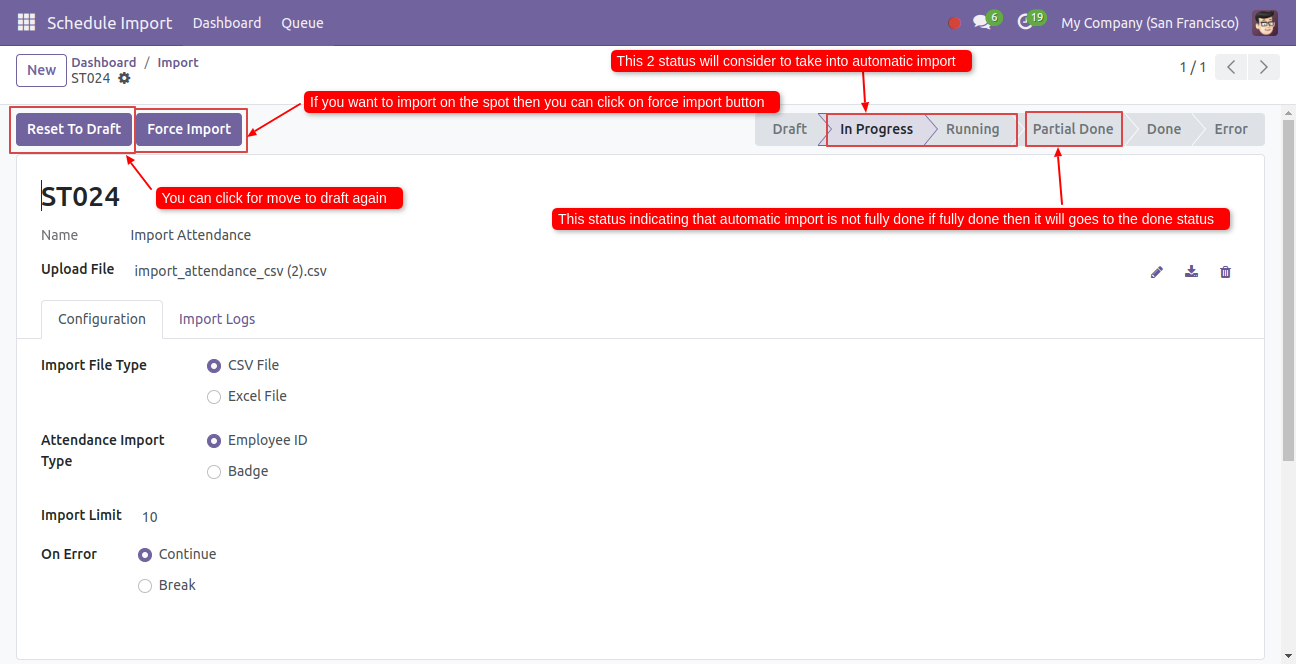 Schedule Import Dashboard Queue 6 19 My Company (San Francisco)
New Dashboard / Import
ST024
This 2 status will consider to take into automatic import
1 / 1
If you want to import on the spot then you can click on force import button
Reset To Draft Force Import Draft In Progress Running Partial Done Done Error
You can click for move to draft again
ST024
This status indicating that automatic import is not fully done if fully done then it will goes to the done status
Name Import Attendance
Upload File import_attendance_csv (2).csv
Configuration Import Logs
Import File Type CSV File
Excel File
Attendance Import Employee ID
Type
Badge
Import Limit 10
On Error Continue
Break